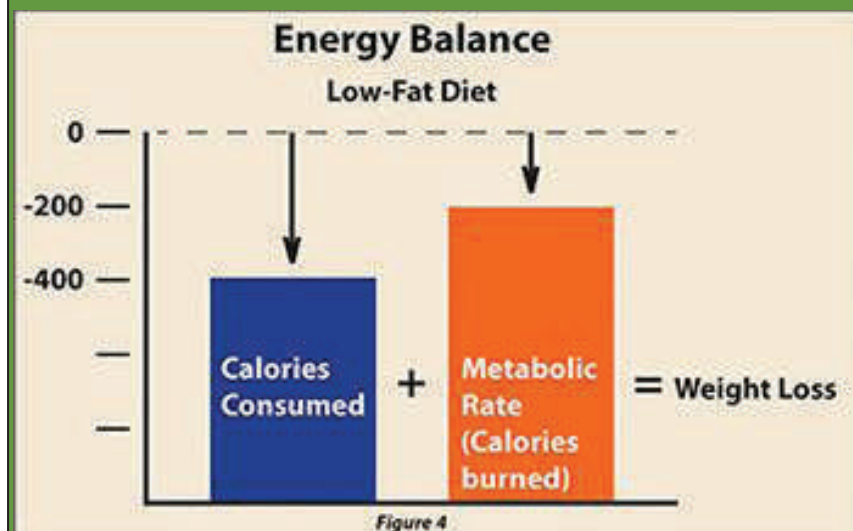 Energy Balance
Low-Fat Diet
0
-200
-400
Calories
Consumed
+
Metabolic
Rate
(Calories
burned)
= Weight Loss
Figure 4